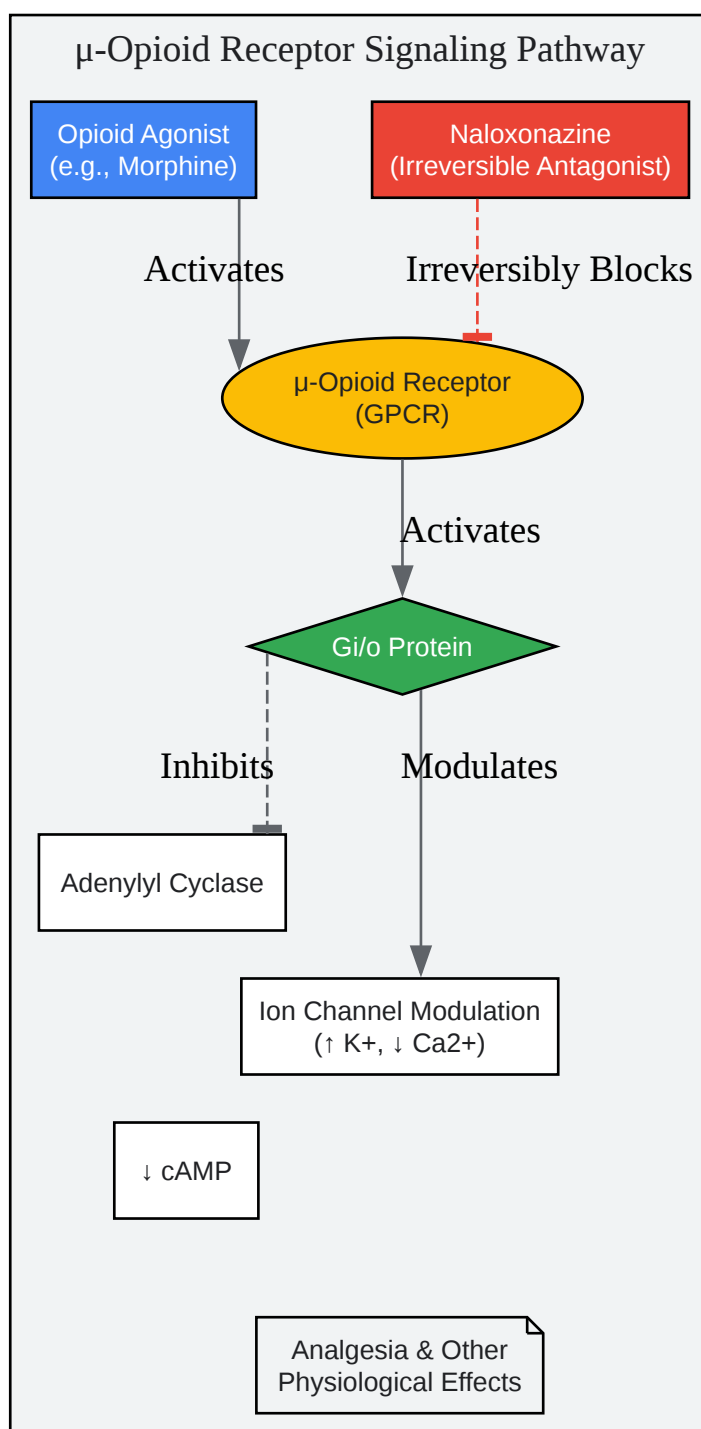 μ-Opioid Receptor Signaling Pathway
Opioid Agonist
(e.g., Morphine)
Naloxonazine
(Irreversible Antagonist)
Activates
Irreversibly Blocks
μ-Opioid Receptor
(GPCR)
Activates
Gi/o Protein
Inhibits
Modulates
Adenylyl Cyclase
Ion Channel Modulation
(↑ K+, ↓ Ca2+)
↓ cAMP
Analgesia & Other
Physiological Effects